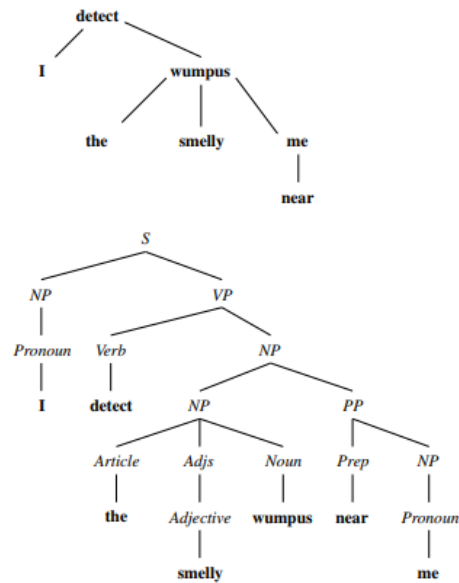 detect
I wumpus
the smelly me
near
S
NP VP
Pronoun Verb NP
I detect NP PP
Article Adjs Noun Prep NP
the Adjective wumpus near Pronoun
smelly me